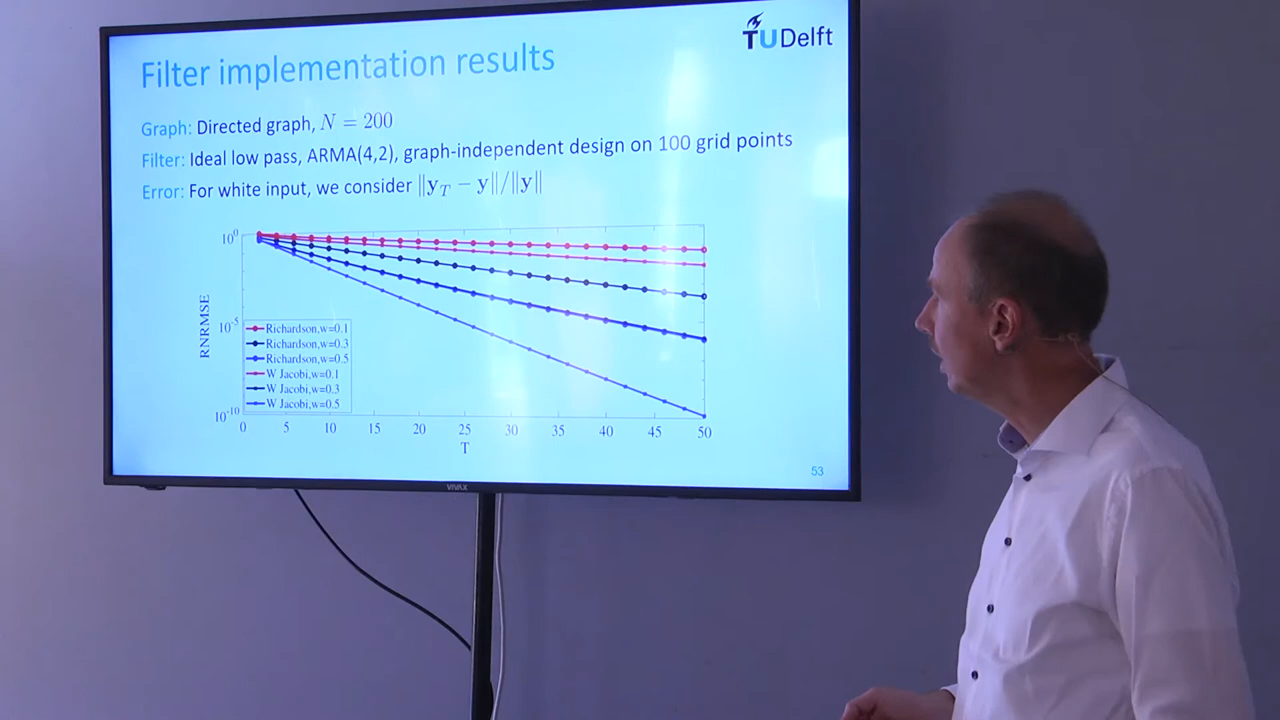 TUDelft
Filter implementation results
Graph: Directed graph, N = 200
Filter: Ideal low pass, ARMA(4,2), graph-independent design on 100 grid points
Error: For white input, we consider ‖y_T − y‖/‖y‖
10^0
10^-5
10^-10
RNRMSE
Richardson,w=0.1
Richardson,w=0.3
Richardson,w=0.5
W Jacobi,w=0.1
W Jacobi,w=0.3
W Jacobi,w=0.5
0 5 10 15 20 25 30 35 40 45 50
T
53
VIVAX